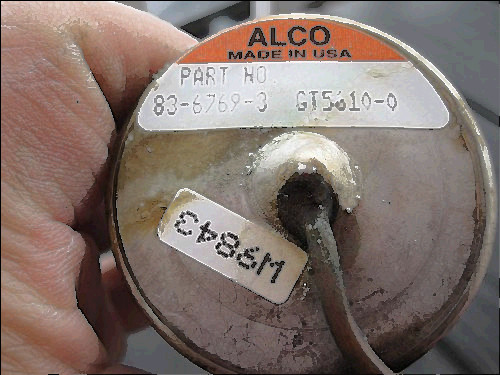 ALCO
MADE IN USA
PART NO
83-6769-3 GT5610-0
W9843